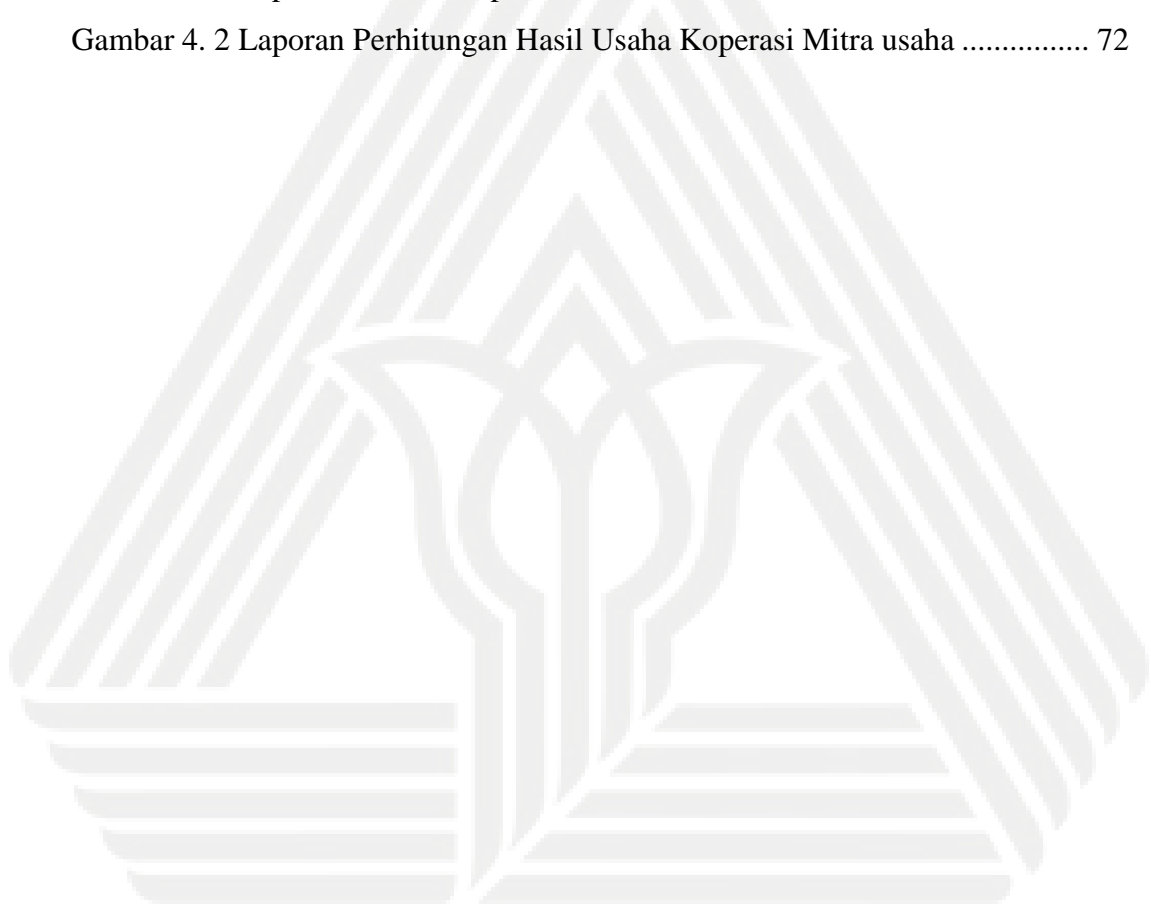 Gambar 4. 2 Laporan Perhitungan Hasil Usaha Koperasi Mitra usaha ................ 72